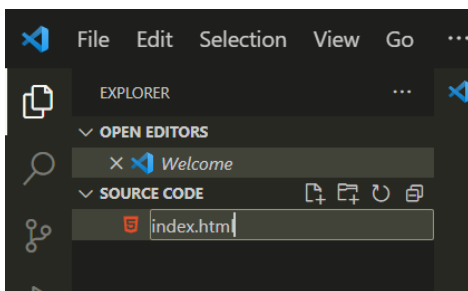 File Edit Selection View Go ...
EXPLORER ...
OPEN EDITORS
Welcome
SOURCE CODE
index.html